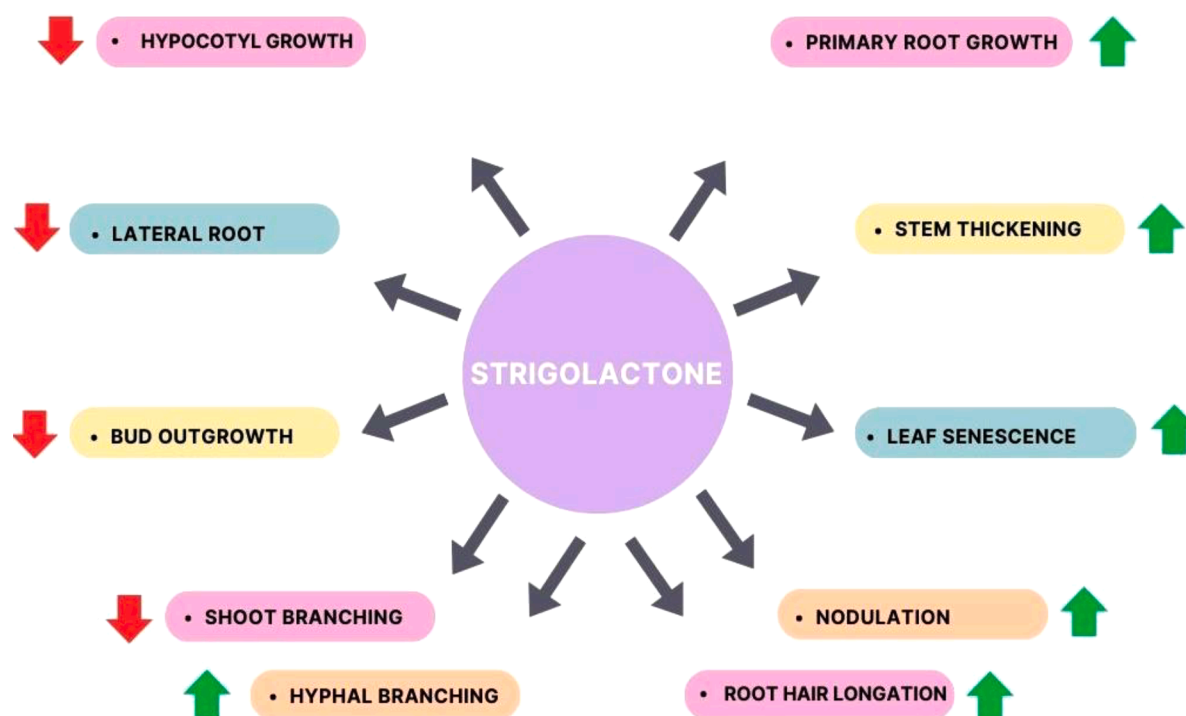 • HYPOCOTYL GROWTH
• PRIMARY ROOT GROWTH
• LATERAL ROOT
• STEM THICKENING
STRIGOLACTONE
• BUD OUTGROWTH
• LEAF SENESCENCE
• SHOOT BRANCHING
• NODULATION
• HYPHAL BRANCHING
• ROOT HAIR LONGATION